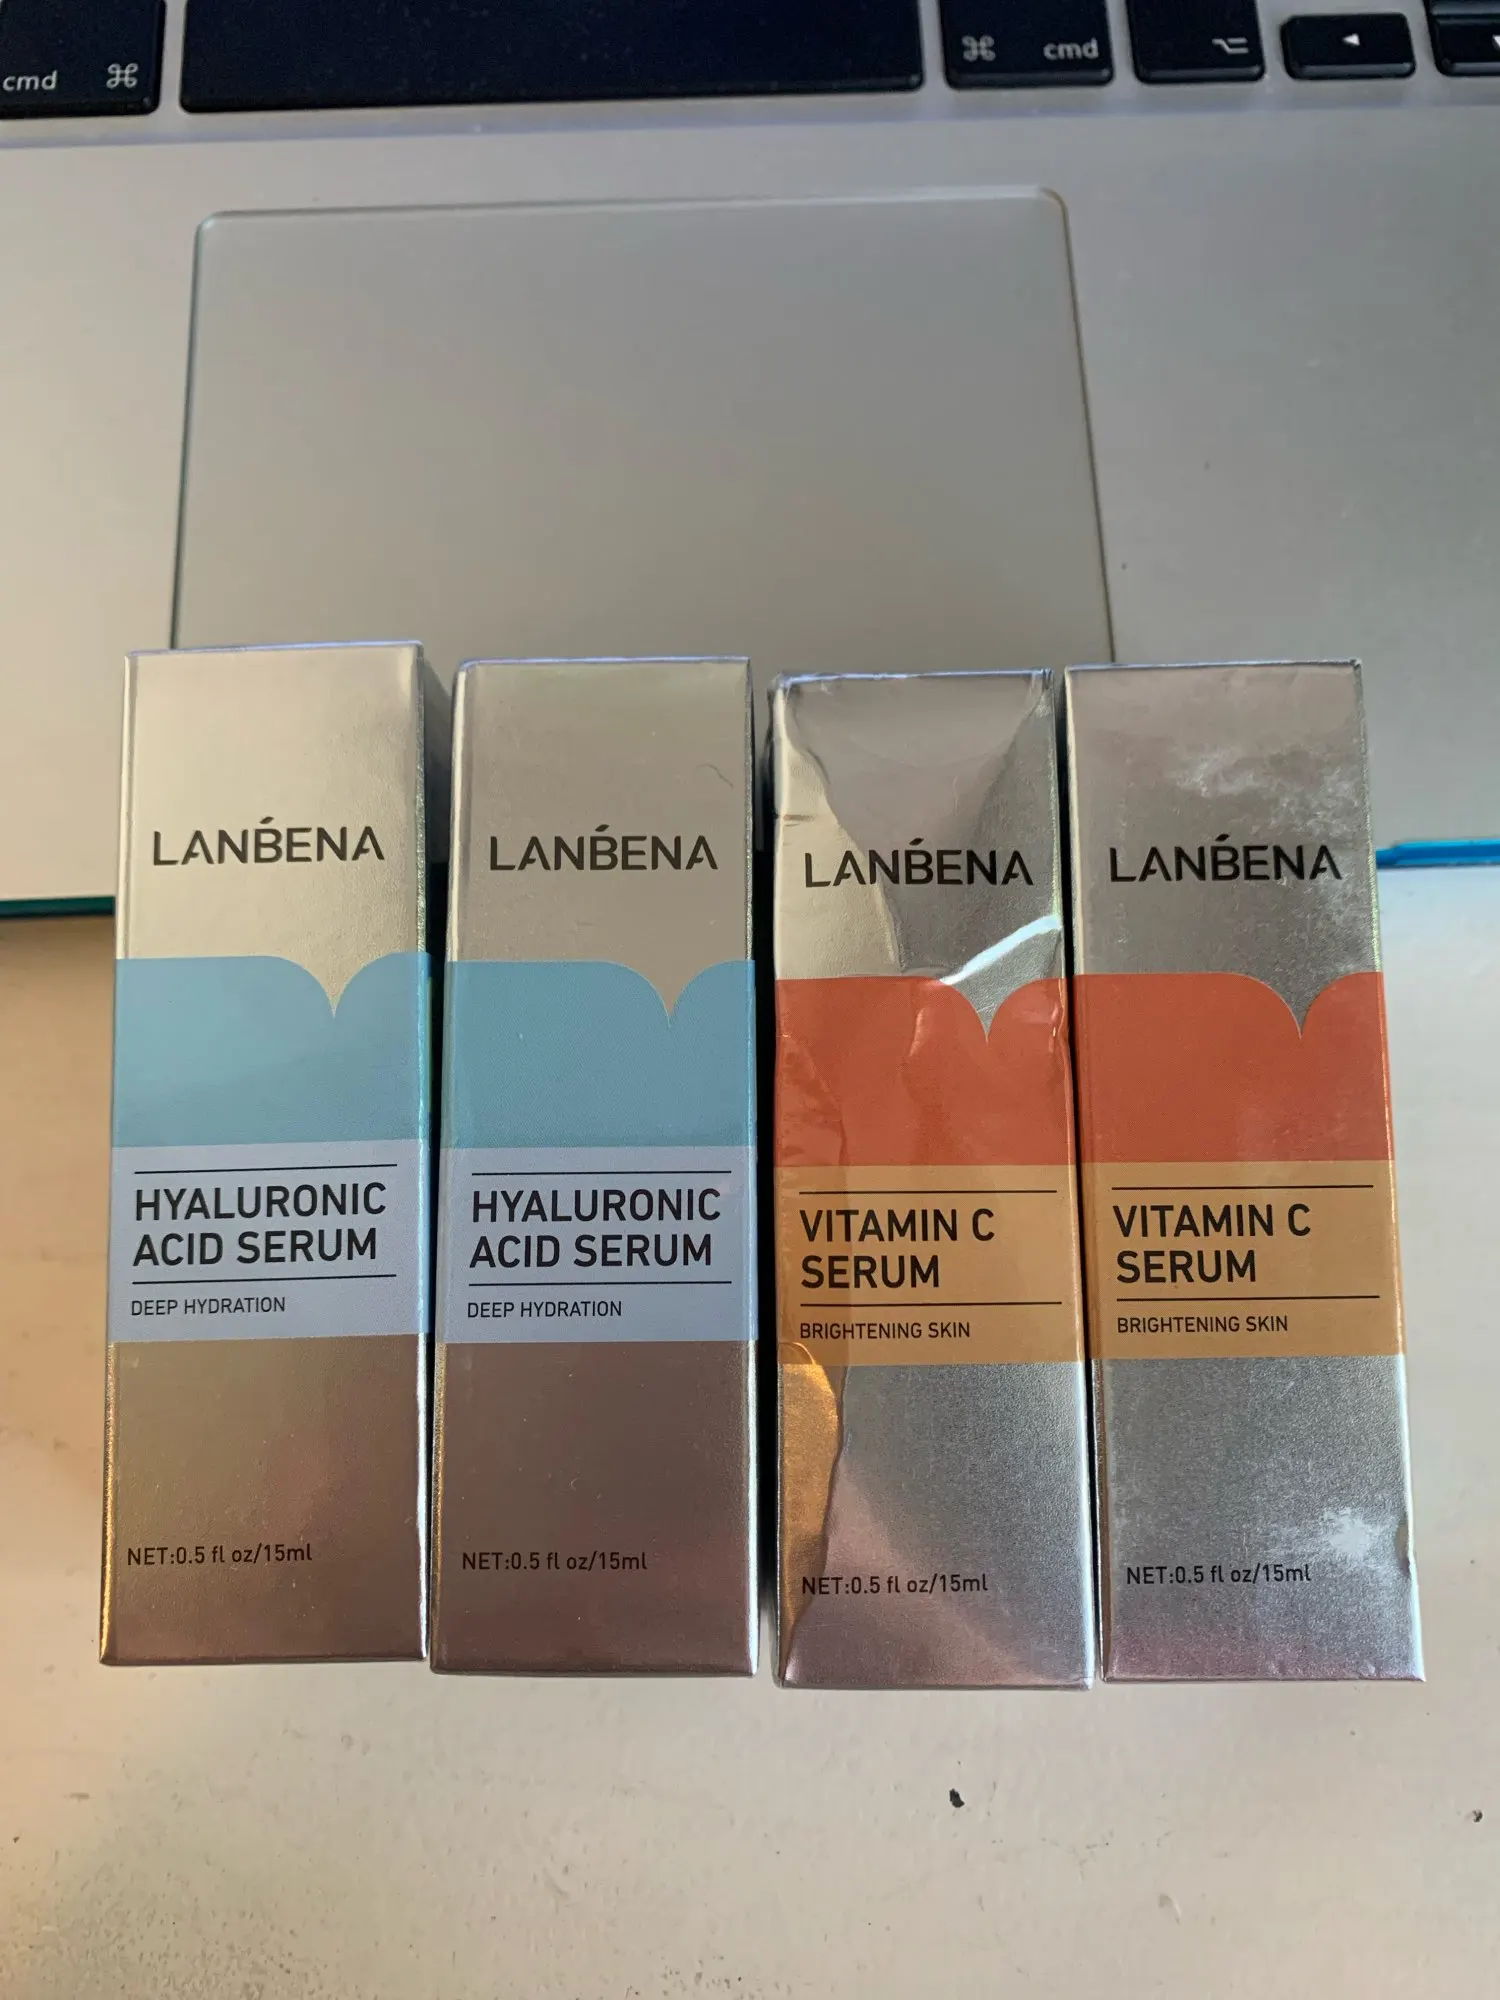 cmd ⌘
⌘ cmd ⌥ ◄
LANBENA
HYALURONIC
ACID SERUM
DEEP HYDRATION
NET:0.5 fl oz/15ml
LANBENA
HYALURONIC
ACID SERUM
DEEP HYDRATION
NET:0.5 fl oz/15ml
LANBENA
VITAMIN C
SERUM
BRIGHTENING SKIN
NET:0.5 fl oz/15ml
LANBENA
VITAMIN C
SERUM
BRIGHTENING SKIN
NET:0.5 fl oz/15ml